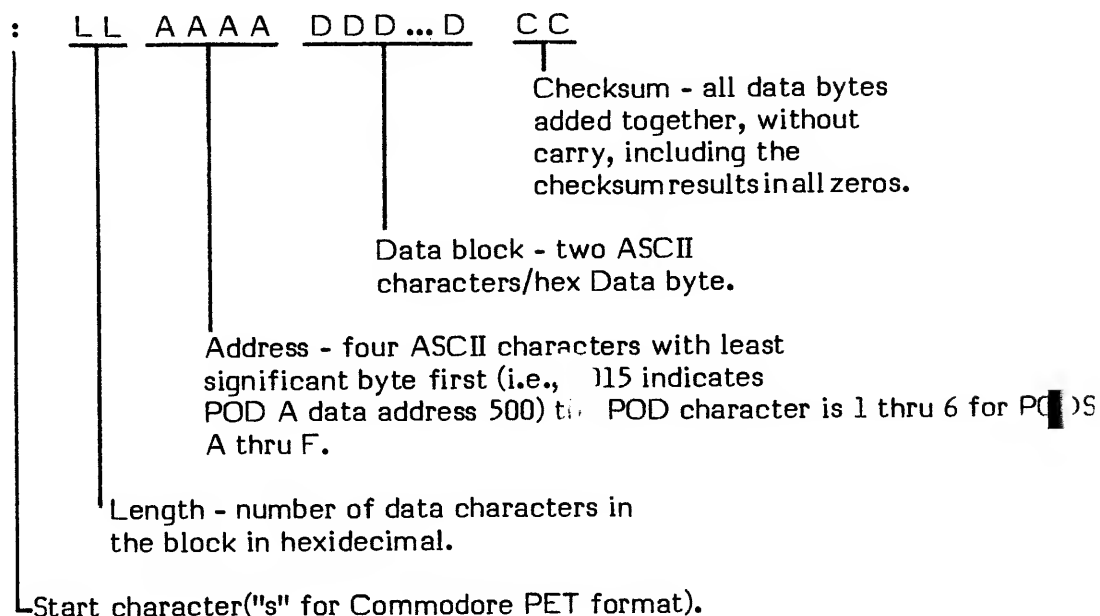 : LL AAAA DDD...D CC
Checksum - all data bytes
added together, without
carry, including the
checksum results in all zeros.
Data block - two ASCII
characters/hex Data byte.
Address - four ASCII characters with least
significant byte first (i.e., indicates
POD A data address 500) POD character is 1 thru 6 for
A thru F.
Length - number of data characters in
the block in hexidecimal.
Start character("s" for Commodore PET format).